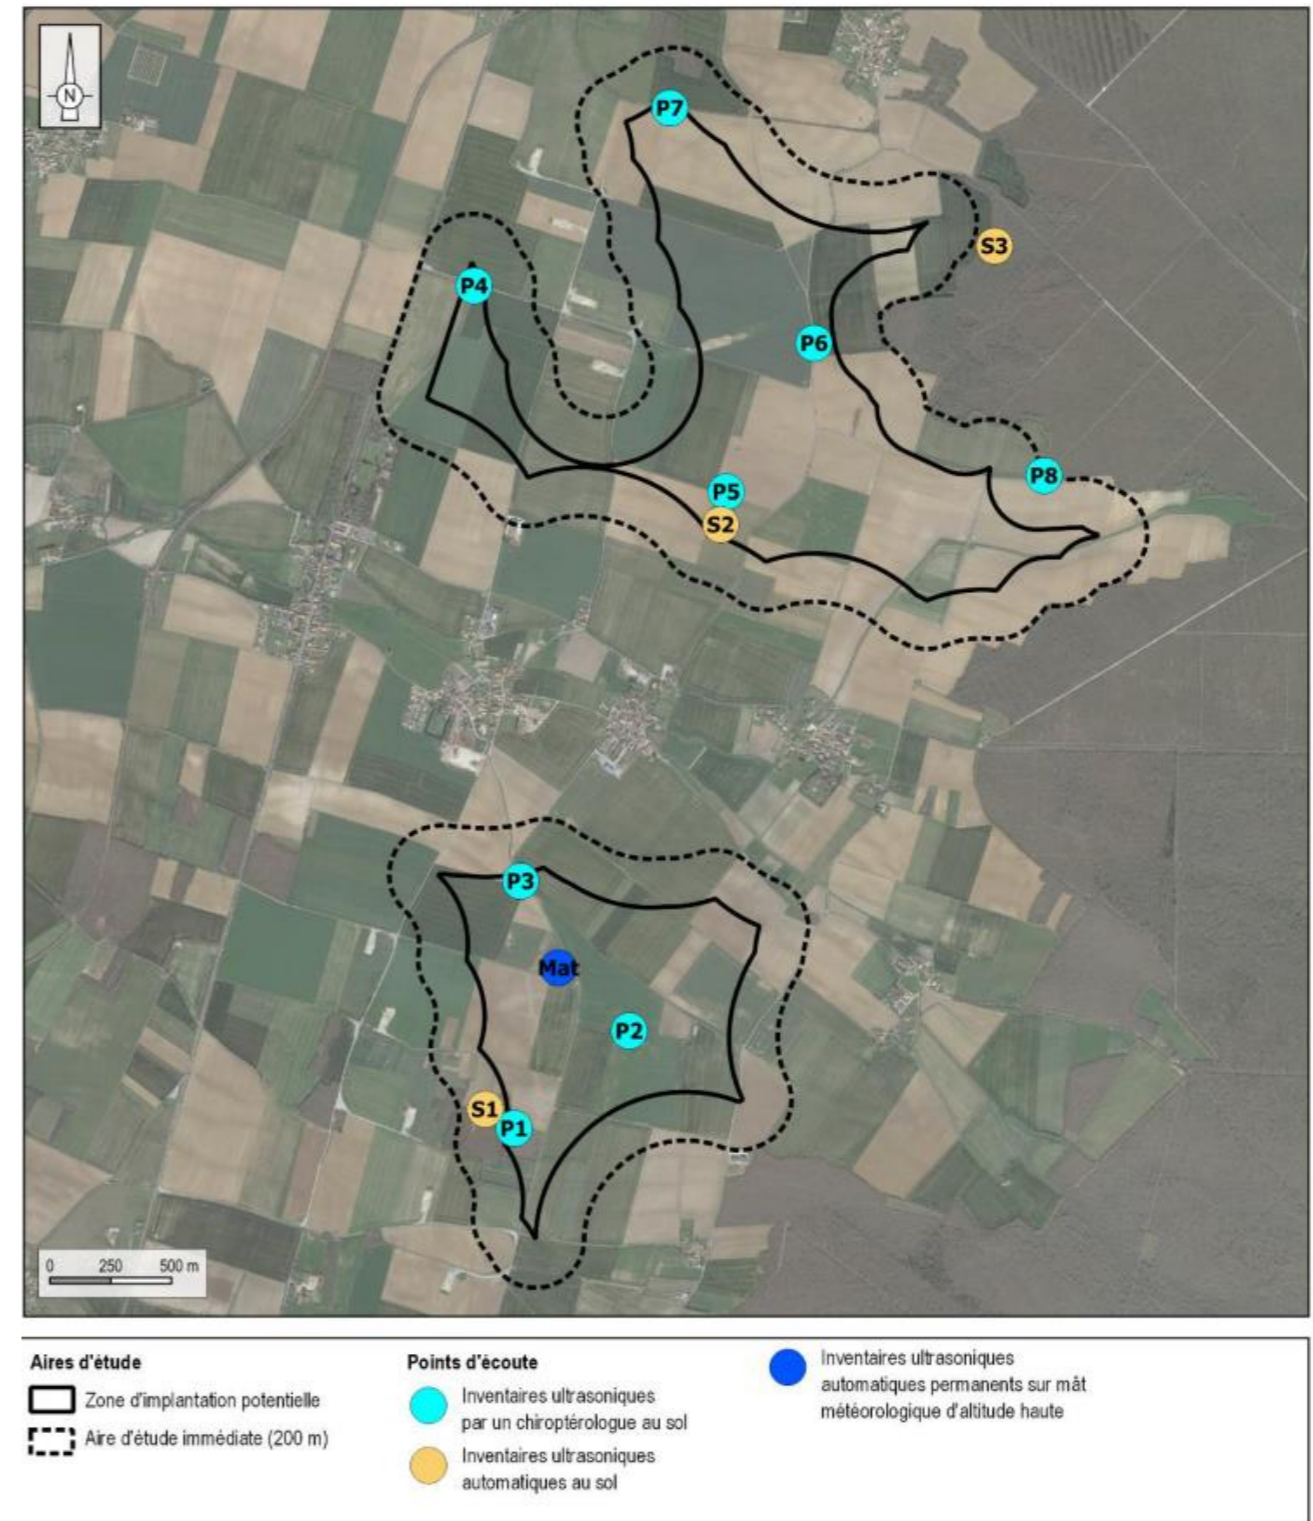 N
P7
S3
P4
P6
P8
P5
S2
P3
Mat
P2
S1
P1
0 250 500 m
Aires d'étude
Zone d'implantation potentielle
Aire d'étude immédiate (200 m)
Points d'écoute
Inventaires ultrasoniques
par un chiroptérologue au sol
Inventaires ultrasoniques
automatiques au sol
Inventaires ultrasoniques
automatiques permanents sur mât
météorologique d'altitude haute